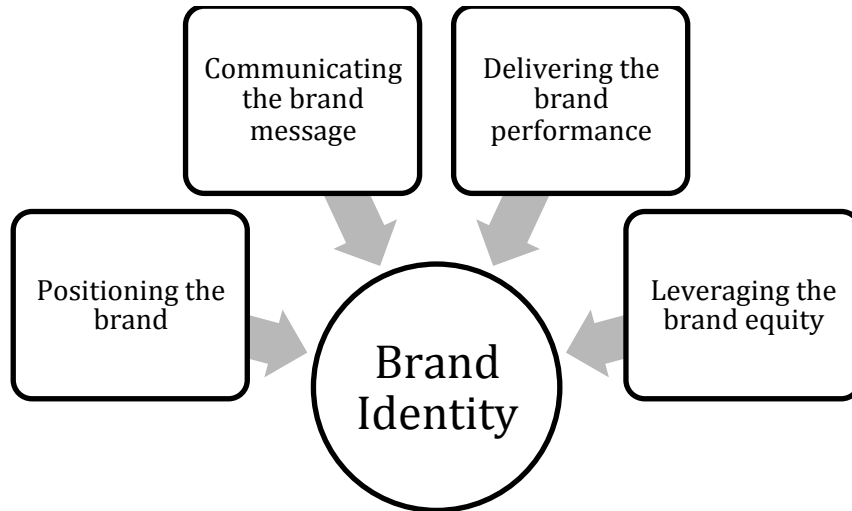 Communicating
the brand
message
Delivering the
brand
performance
Positioning the
brand
Leveraging the
brand equity
Brand
Identity